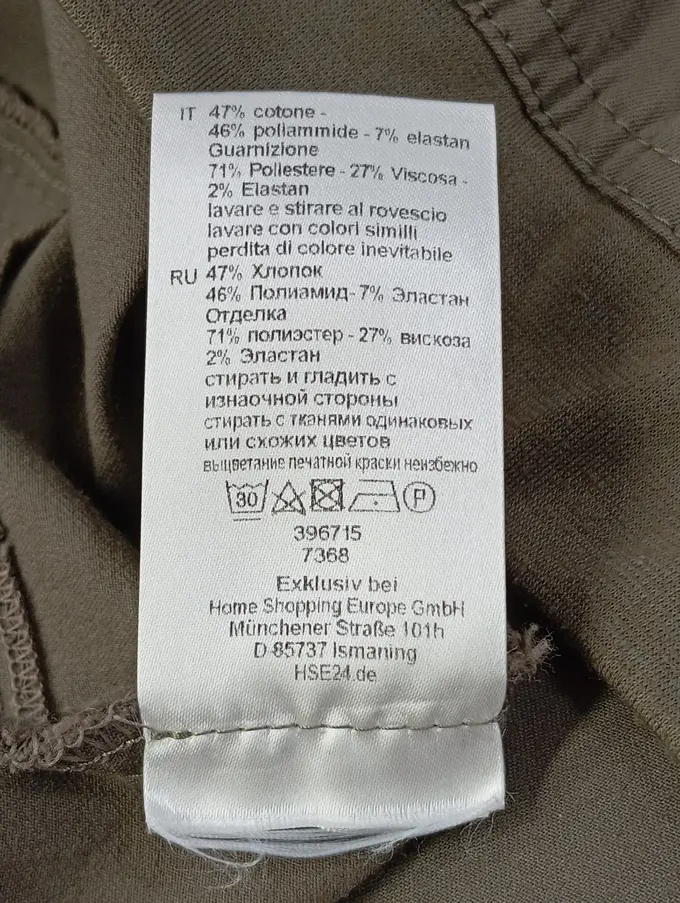 IT 47% cotone -
46% poliammide - 7% elastan
Guarnizione
71% Poliestere - 27% Viscosa -
2% Elastan
lavare e stirare al rovescio
lavare con colori simili
perdita di colore inevitabile
RU 47% Хлопок
46% Полиамид-7% Эластан
Отделка
71% полиэстер - 27% вискоза
2% Эластан
стирать и гладить с
изнаочной стороны
стирать с тканями одинаковых
или схожих цветов
выцветание печатной краски неизбежно
30 P
396715
7368
Exklusiv bei
Home Shopping Europe GmbH
Münchener Straße 101h
D-85737 Ismaning
HSE24.de